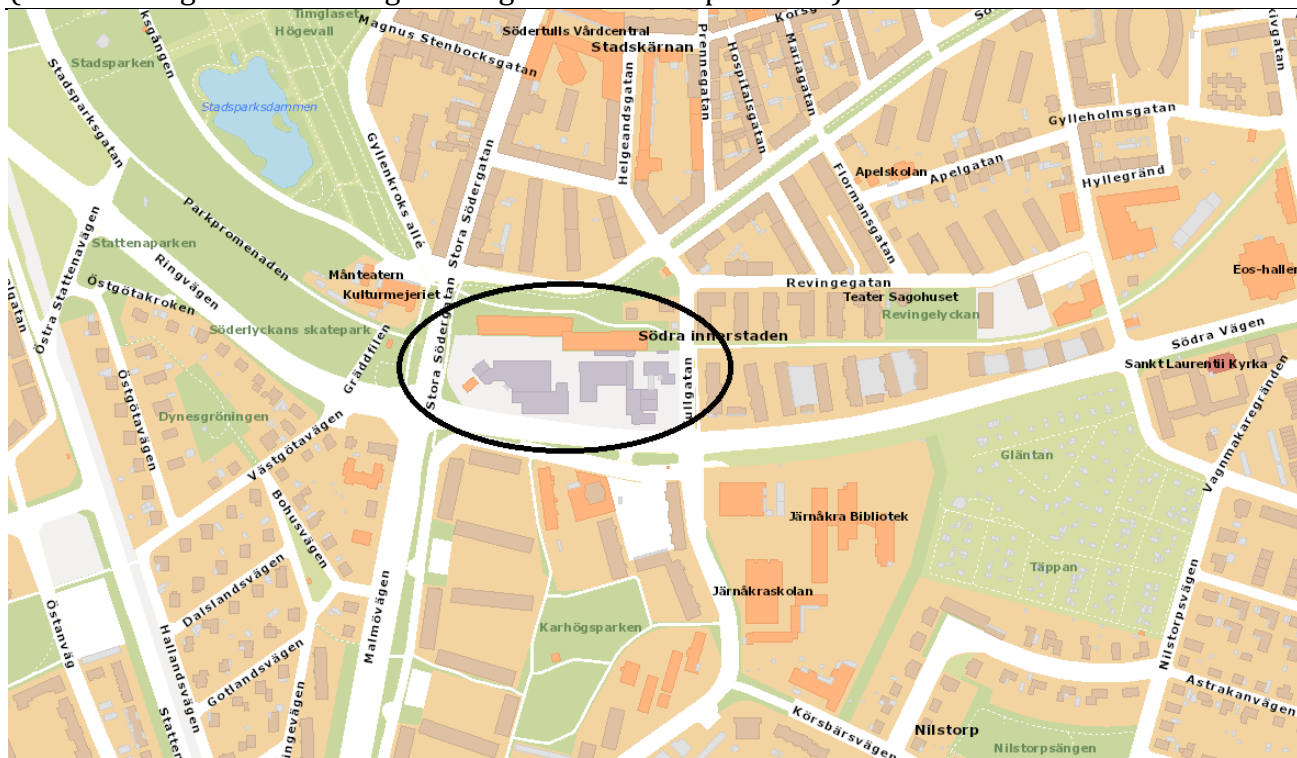 Timglaset
Högevall
Magnus Stenbocksgatan
Södertulls Vårdcentral
Stadskärnan
Prennegatan
Hospitalsgatan
Mariagatan
Stadsparken
Stadsparksgatan
Stadsparksdammen
Helgeandsgatan
Gylleholmsgatan
Apelskolan
Apelgatan
Hyllegränd
Flormansgatan
Gyllenkroks allé
Stora Södergatan
Parkpromenaden
Stattenaparken
Östra Stattenavägen
Ringvägen
Östgötakroken
Månteatern
Kulturmejeriet
Stora Södergatan
Revingegatan
Teater Sagohuset
Revingelyckan
Eos-hallen
Söderlyckans skatepark
Gräddfilen
Södra innerstaden
Södra Vägen
Sankt Laurentii Kyrka
Östgötavägen
Dynesgröningen
Västgötavägen
Stora Södergatan
ullgatan
Gläntan
Vagnmakaregränden
Bohusvägen
Järnåkra Bibliotek
Täppan
Dalslandsvägen
Östanväg
Hallandsvägen
Malmövägen
Järnåkraskolan
Karhögsparken
Gotlandsvägen
Nilstorpsvägen
Astrakanvägen
Körsbärsvägen
Nilstorp
Nilstorpsängen